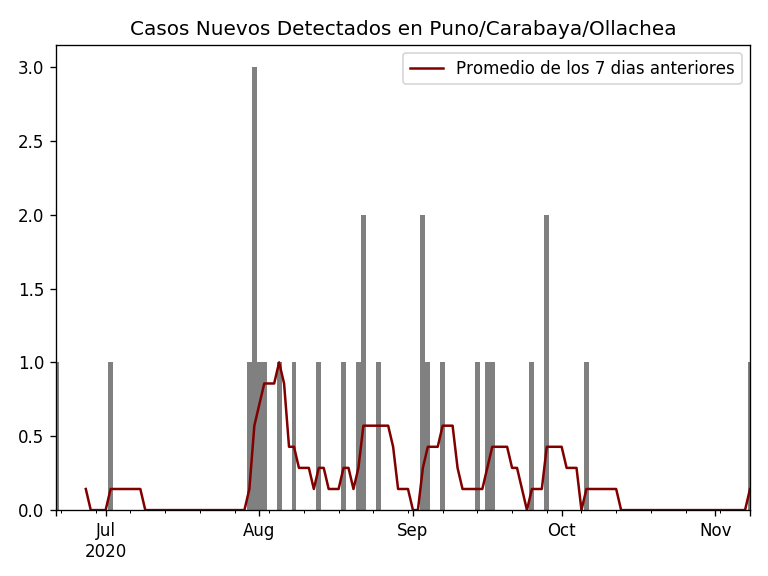 Casos Nuevos Detectados en Puno/Carabaya/Ollachea
Promedio de los 7 dias anteriores
3.0
2.5
2.0
1.5
1.0
0.5
0.0
Jul
2020
Aug
Sep
Oct
Nov